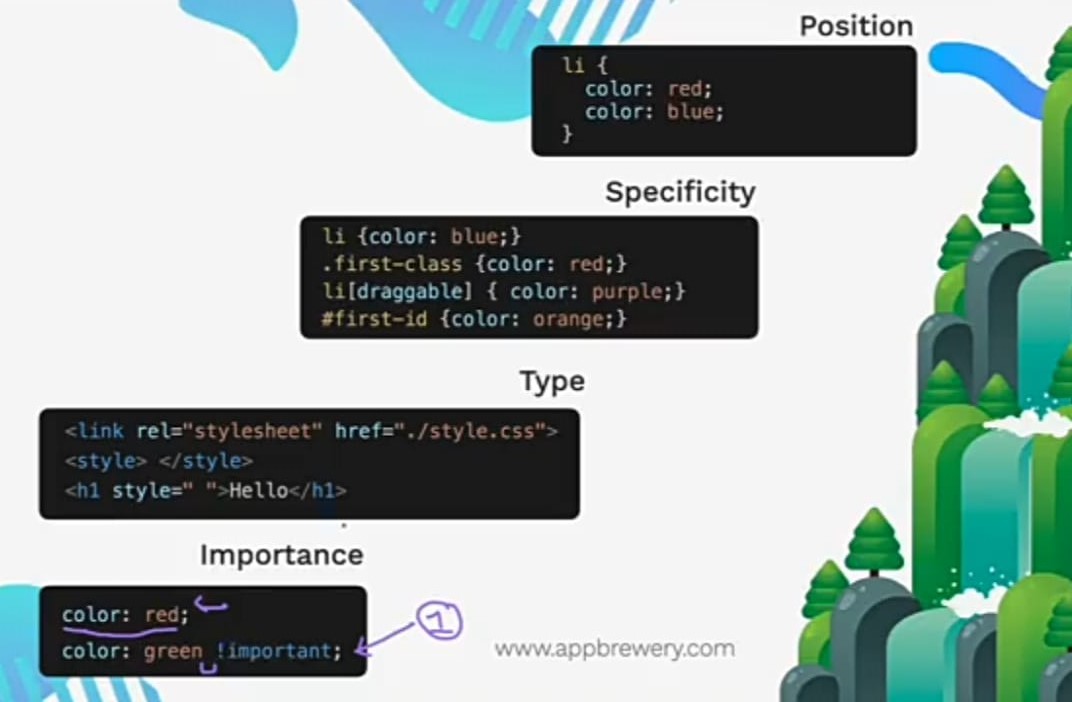 Position
li {
color: red;
color: blue;
}
Specificity
li {color: blue;}
.first-class {color: red;}
li[draggable] { color: purple;}
#first-id {color: orange;}
Type
<link rel="stylesheet" href="./style.css">
<style> </style>
<h1 style=" ">Hello</h1>
Importance
color: red;
color: green !important;
1
www.appbrewery.com